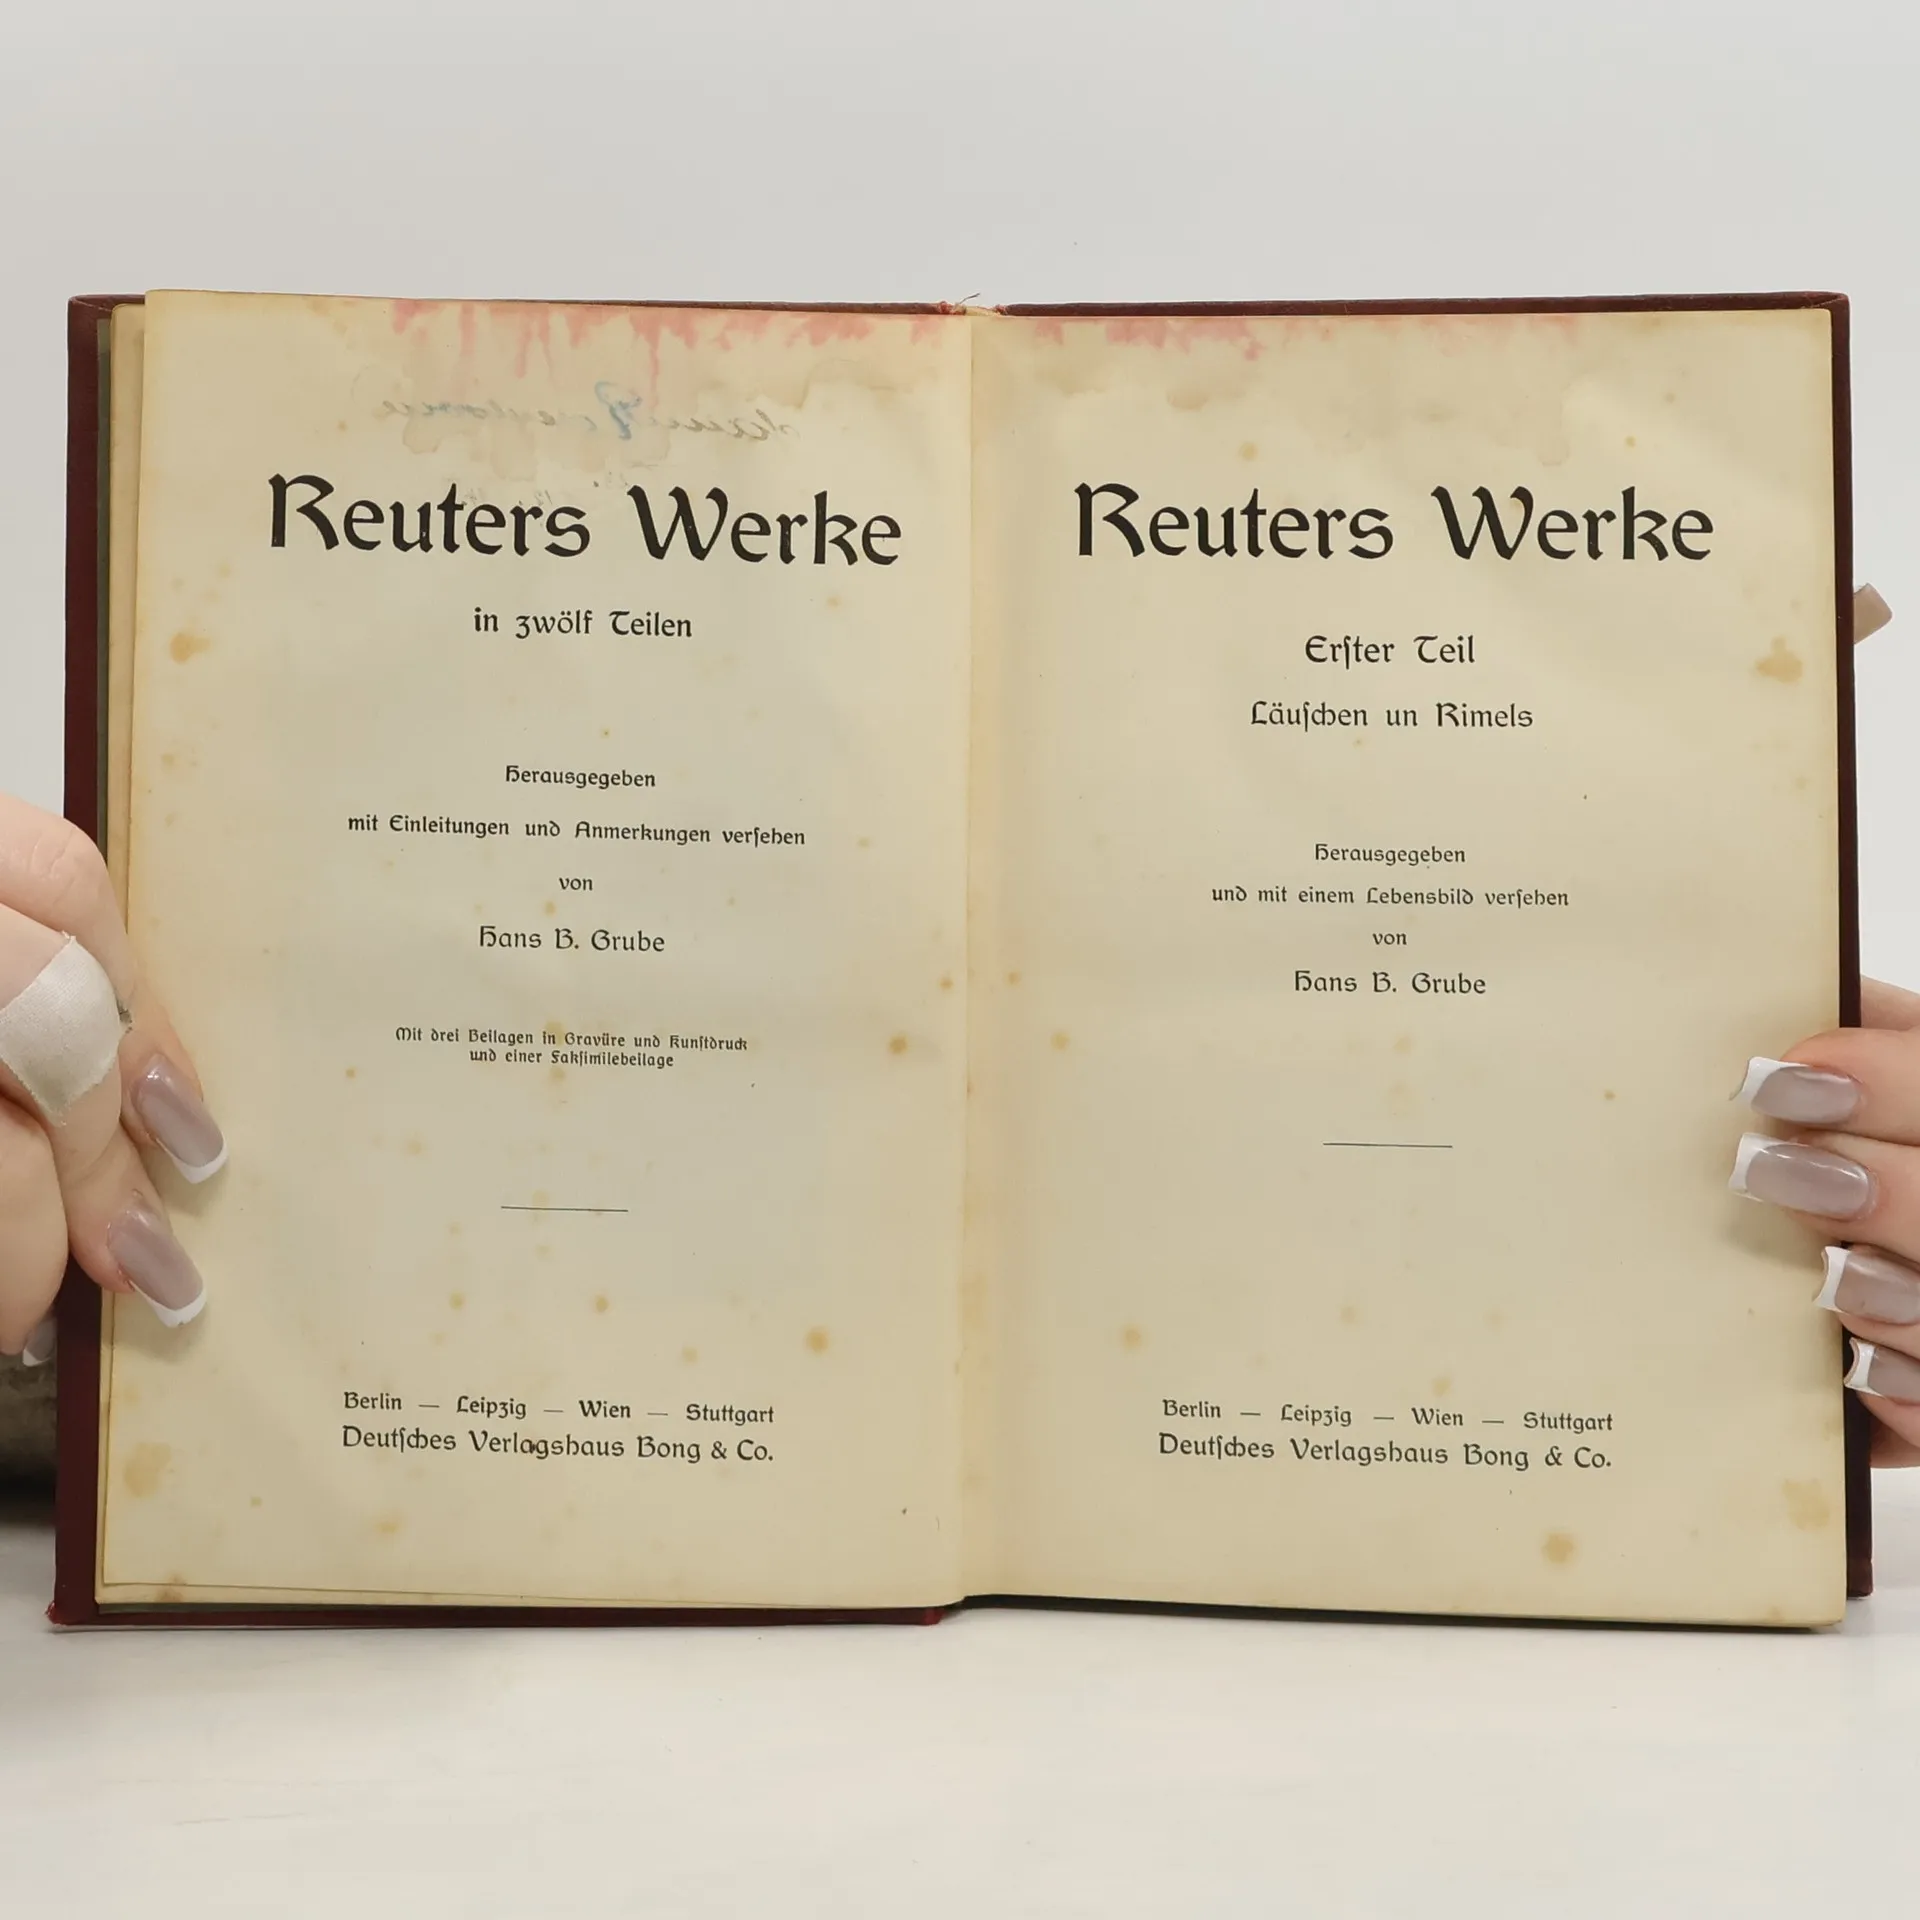 Reuters Werke
in zwölf Teilen
Herausgegeben
mit Einleitungen und Anmerkungen verſehen
von
Hans B. Grube
Mit drei Beilagen in Gravüre und Kunſtdruck
und einer Fakſimilebeilage
Berlin — Leipzig — Wien — Stuttgart
Deutſches Verlagshaus Bong & Co.
Reuters Werke
Erſter Teil
Läuſchen un Rimels
Herausgegeben
und mit einem Lebensbild verſehen
von
Hans B. Grube
Berlin — Leipzig — Wien — Stuttgart
Deutſches Verlagshaus Bong & Co.